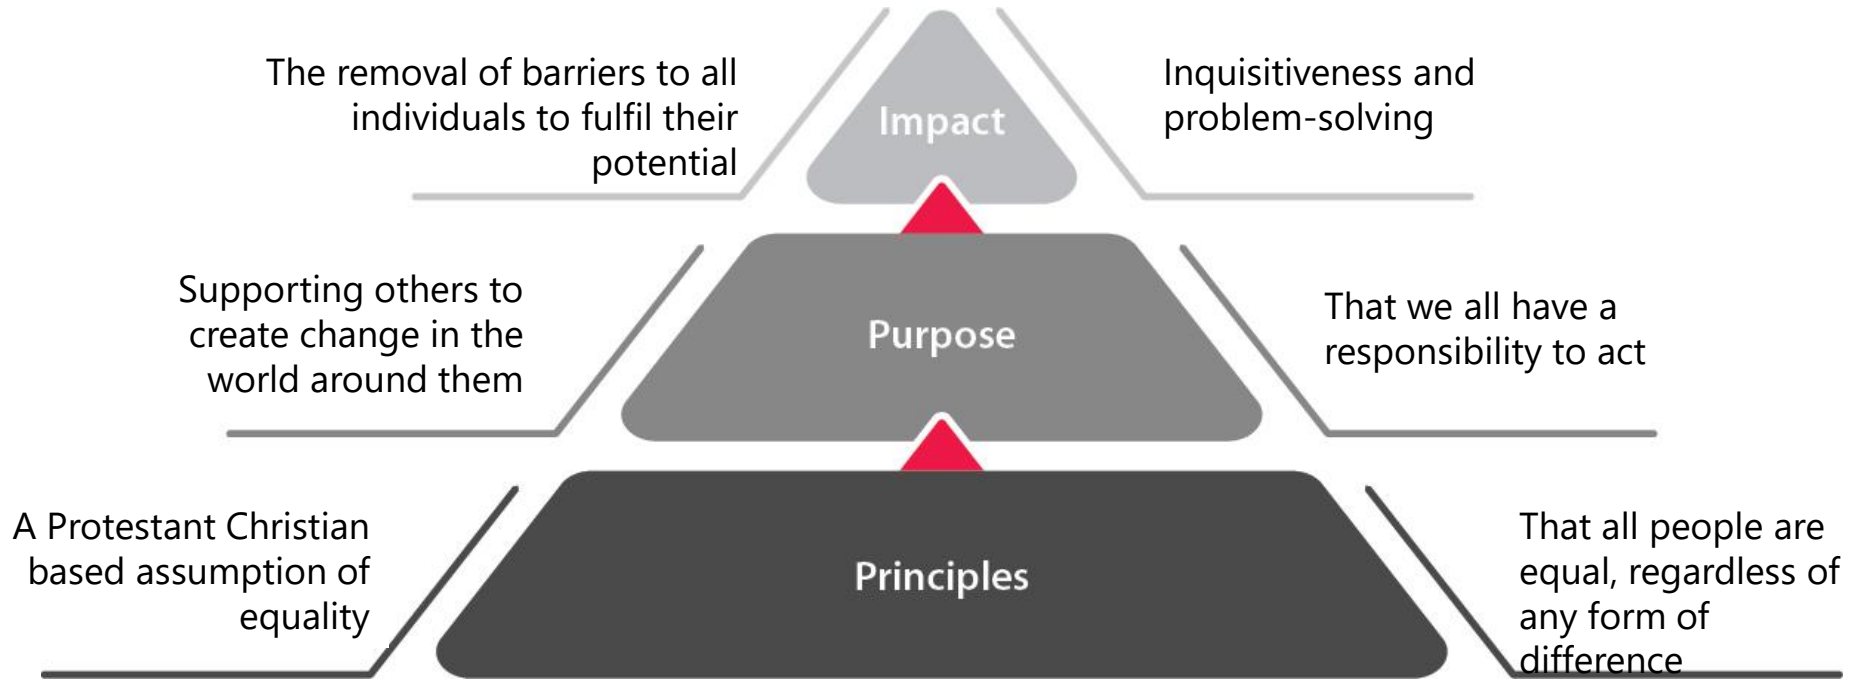 The removal of barriers to all
individuals to fulfil their
potential
Impact
Inquisitiveness and
problem-solving
Supporting others to
create change in the
world around them
Purpose
That we all have a
responsibility to act
A Protestant Christian
based assumption of
equality
Principles
That all people are
equal, regardless of
any form of
difference